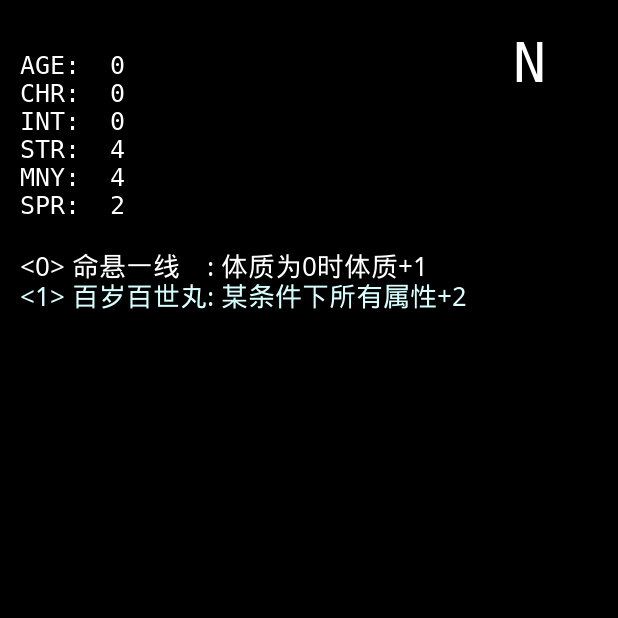 N
AGE: 0
CHR: 0
INT: 0
STR: 4
MNY: 4
SPR: 2
<0> 命悬一线 : 体质为0时体质+1
<1> 百岁百世丸: 某条件下所有属性+2